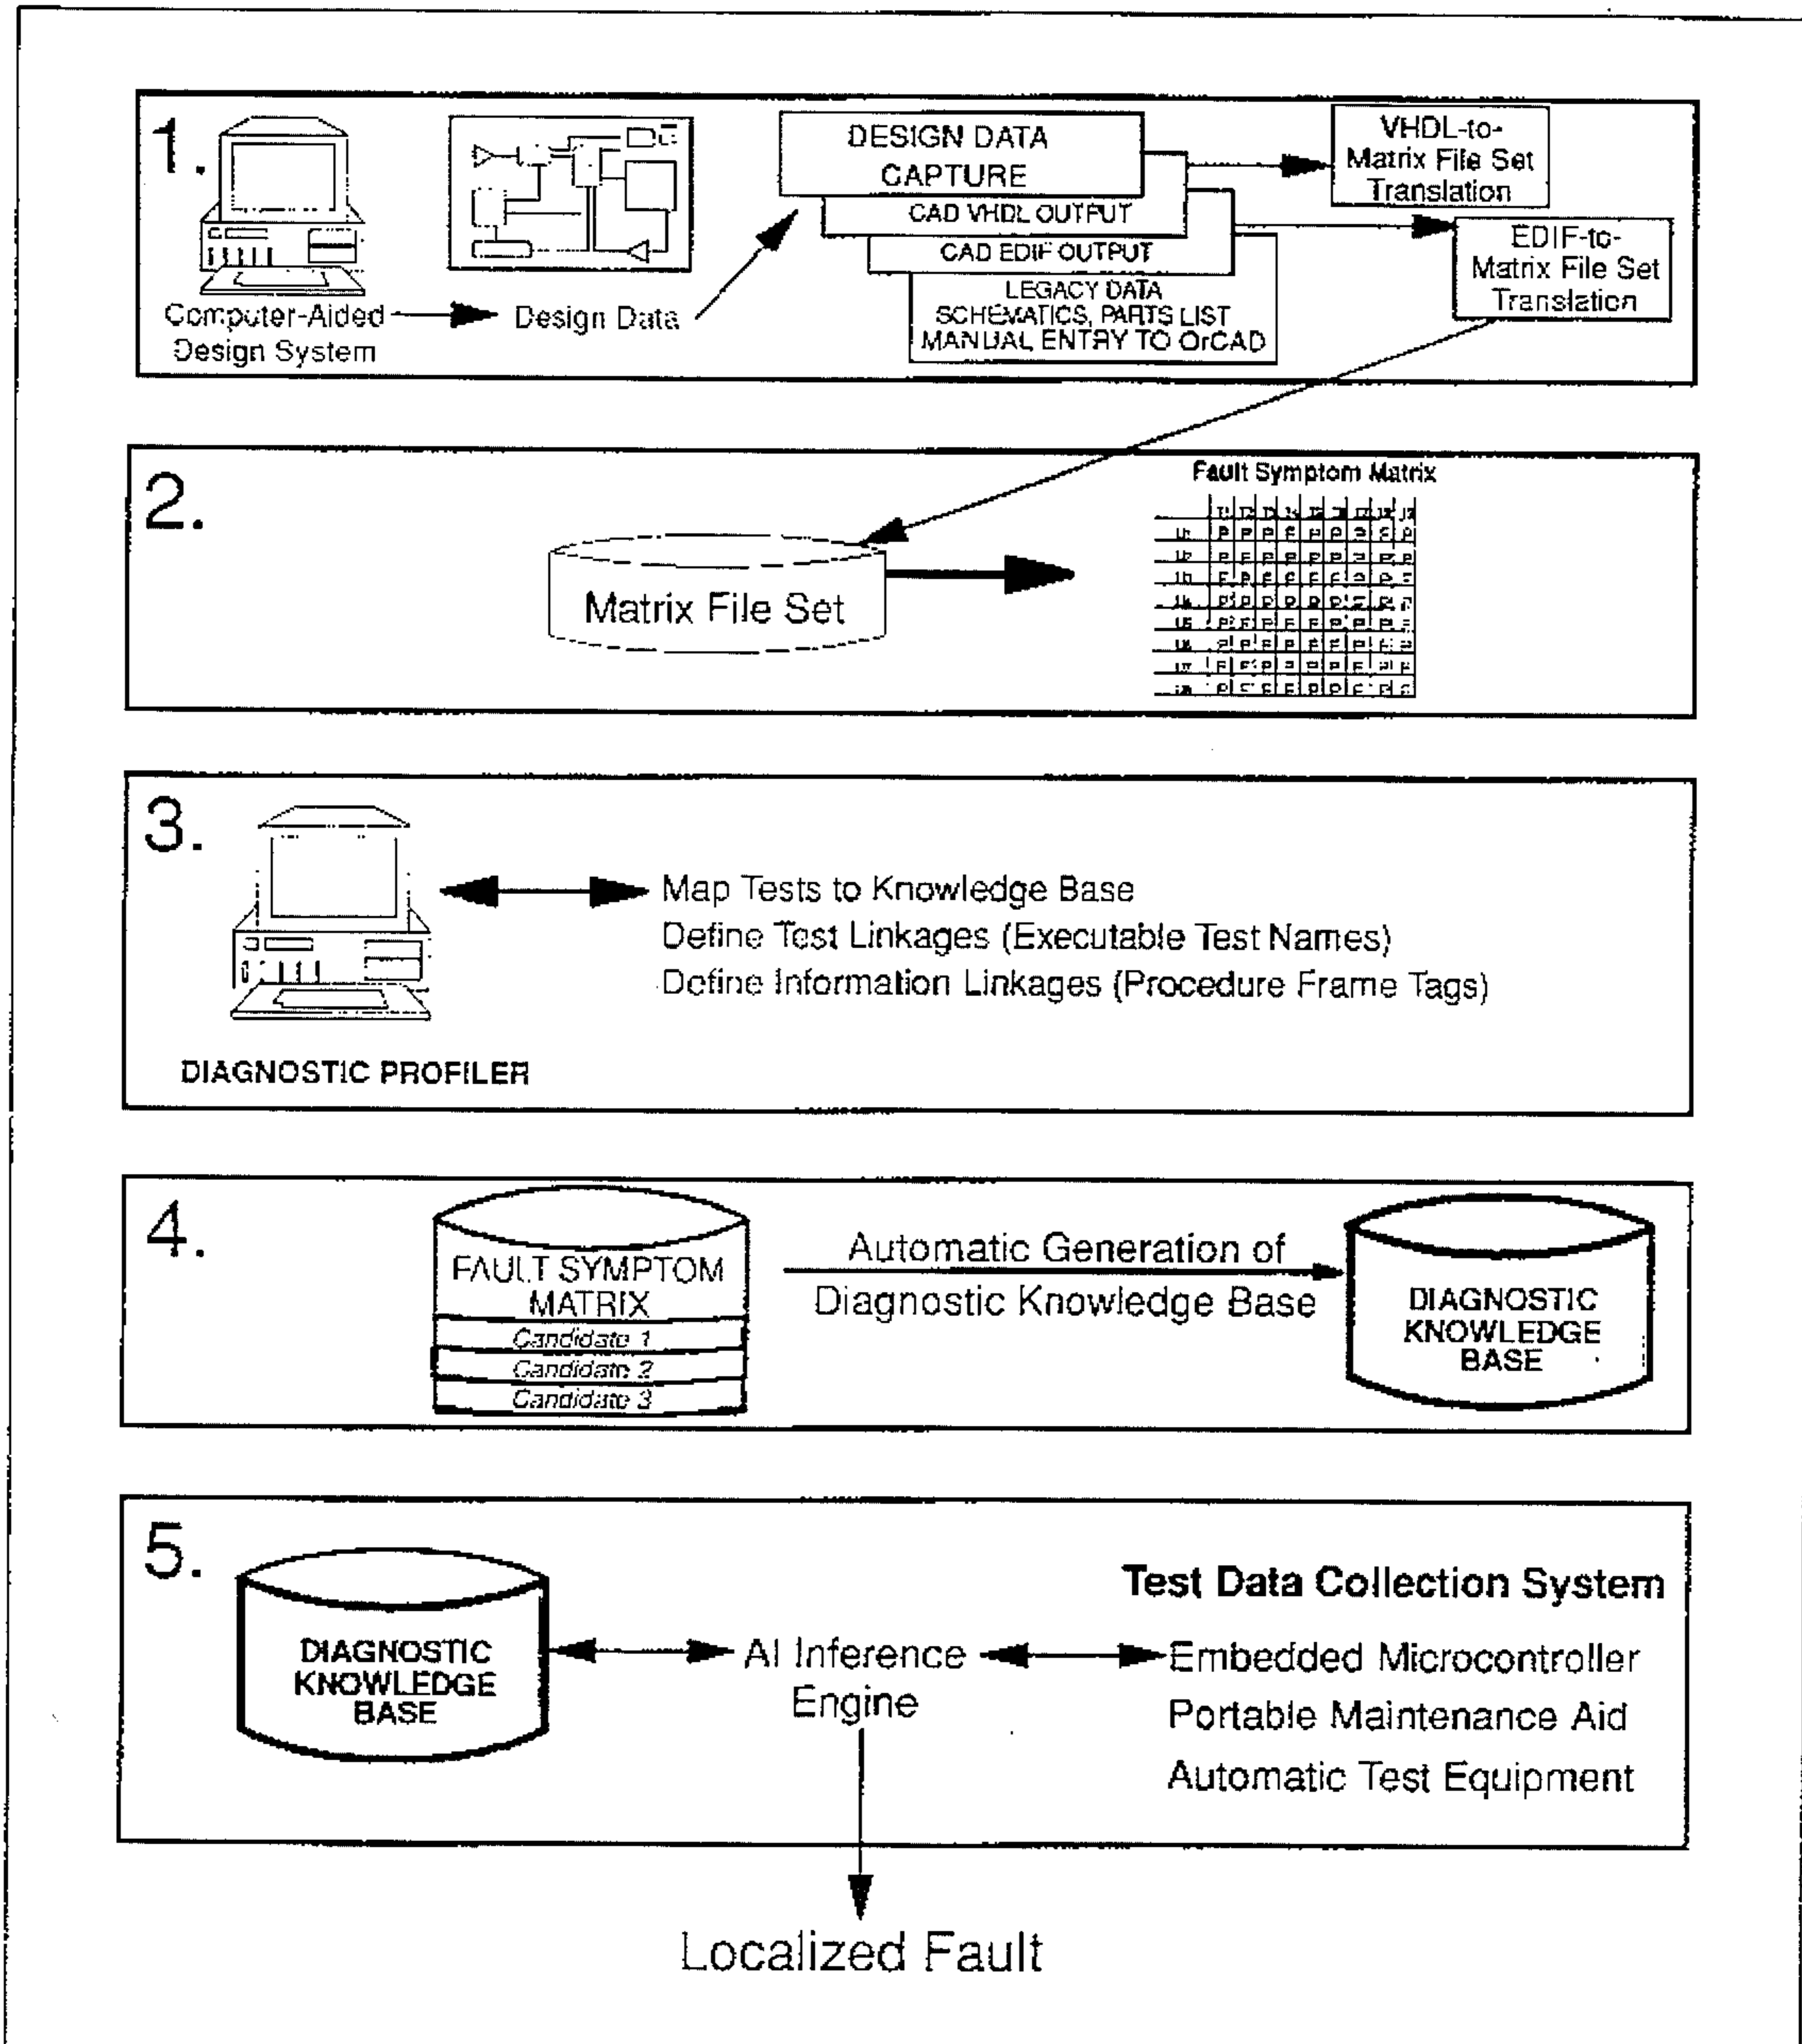 1.
DESIGN DATA
CAPTURE
CAD VHDL OUTPUT
CAD EDIF OUTPUT
LEGACY DATA
SCHEMATICS, PARTS LIST
MANUAL ENTRY TO OrCAD
VHDL-to-
Matrix File Set
Translation
EDIF-to-
Matrix File Set
Translation
Computer-Aided
Design System
Design Data
2.
Matrix File Set
Fault Symptom Matrix
3.
Map Tests to Knowledge Base
Define Test Linkages (Executable Test Names)
Define Information Linkages (Procedure Frame Tags)
DIAGNOSTIC PROFILER
4.
FAULT SYMPTOM
MATRIX
Candidate 1
Candidate 2
Candidate 3
Automatic Generation of
Diagnostic Knowledge Base
DIAGNOSTIC
KNOWLEDGE
BASE
5.
DIAGNOSTIC
KNOWLEDGE
BASE
AI Inference
Engine
Test Data Collection System
Embedded Microcontroller
Portable Maintenance Aid
Automatic Test Equipment
Localized Fault